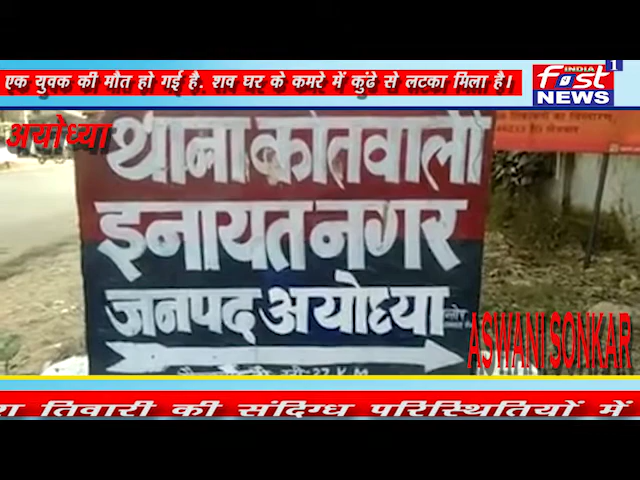 INDIA
1
Fast
NEWS
एक युवक की मौत हो गई है. शव घर के कमरे में कुंढे से लटका मिला है।
अयोध्या
थाना कोतवाली
इनायत नगर
जनपद अयोध्या
ASWANI SONKAR
तिवारी की संदिग्ध परिस्थितियों में